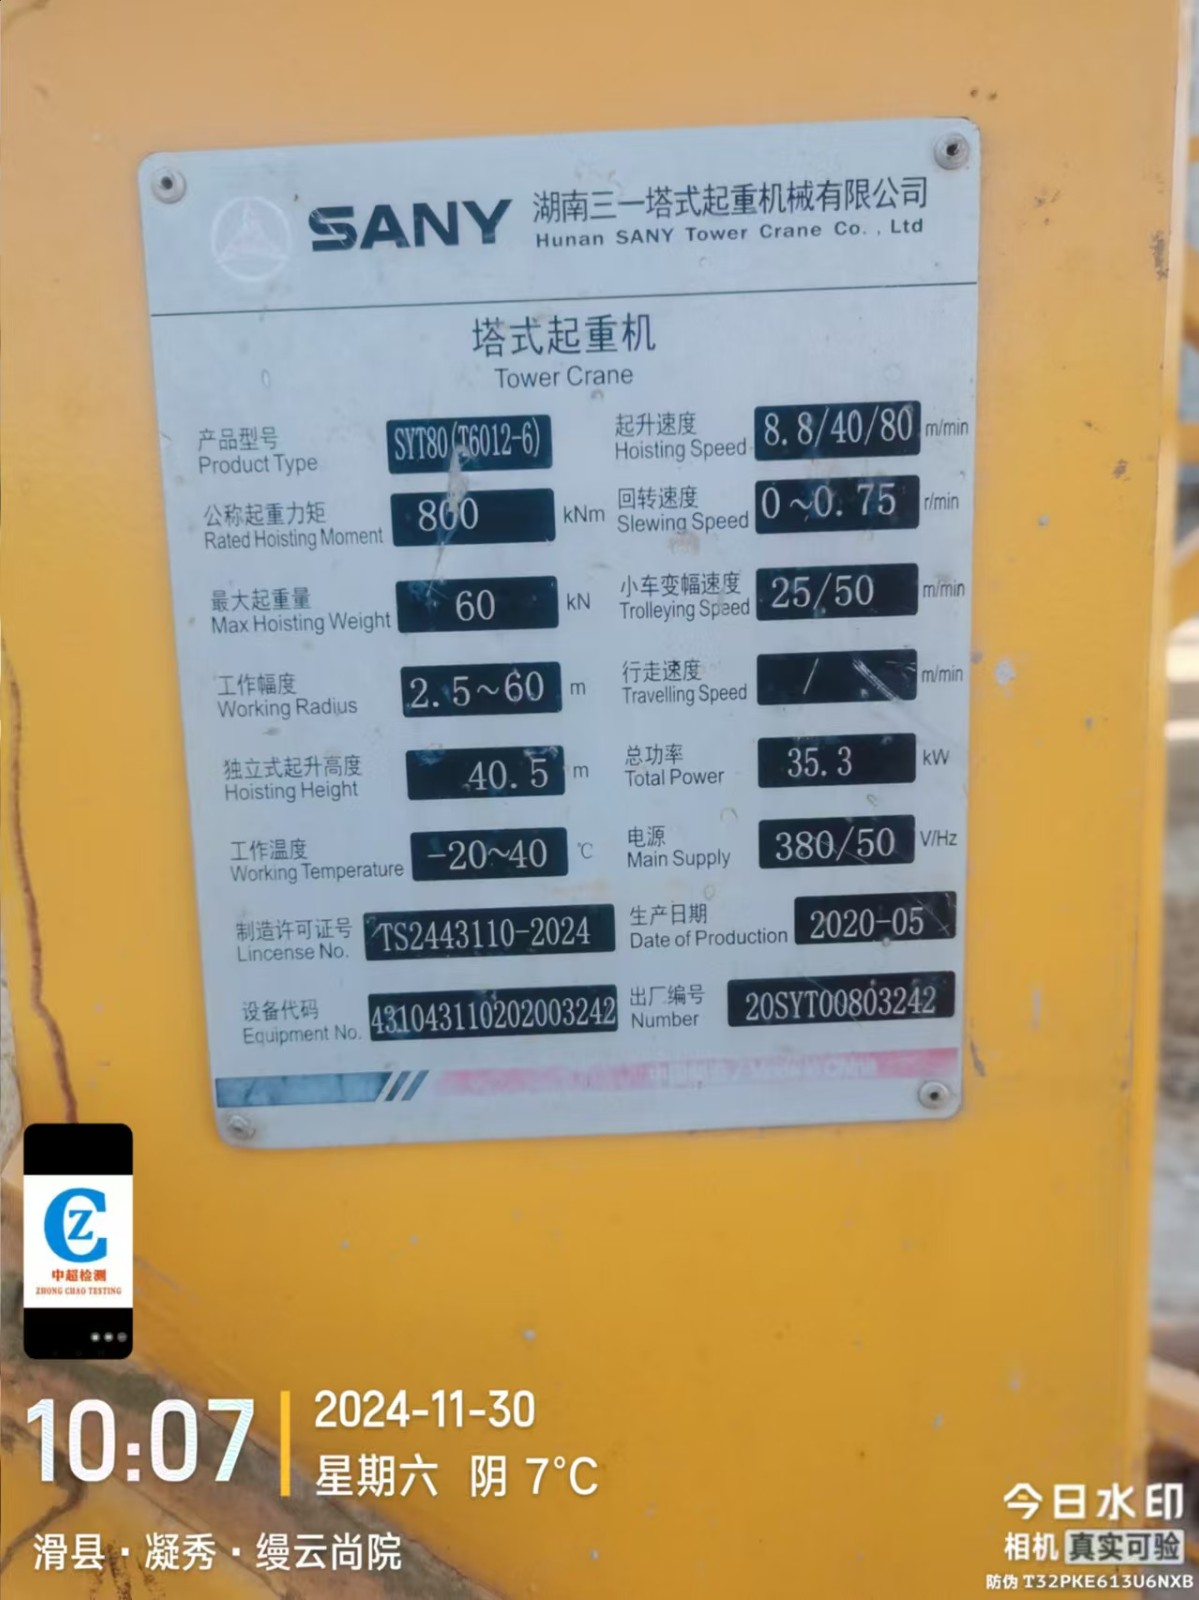 SANY
湖南三一塔式起重机械有限公司
Hunan SANY Tower Crane Co., Ltd
塔式起重机
Tower Crane
产品型号
Product Type
SYT80(T6012-6)
起升速度
Hoisting Speed
8.8/40/80 m/min
公称起重力矩
Rated Hoisting Moment
800 kNm
回转速度
Slewing Speed
0~0.75 r/min
最大起重量
Max Hoisting Weight
60 kN
小车变幅速度
Trolleying Speed
25/50 m/min
工作幅度
Working Radius
2.5~60 m
行走速度
Travelling Speed
/ m/min
独立式起升高度
Hoisting Height
40.5 m
总功率
Total Power
35.3 kW
工作温度
Working Temperature
-20~40 ℃
电源
Main Supply
380/50 V/Hz
制造许可证号
Lincense No.
TS2443110-2024
生产日期
Date of Production
2020-05
设备代码
Equipment No.
431043110202003242
出厂编号
Number
20SYT00803242
CZ
中超检测
ZHONG CHAO TESTING
10:07
2024-11-30
星期六 阴 7°C
滑县·凝秀·缦云尚院
今日水印
相机 真实可验
防伪 T32PKE613U6NXB